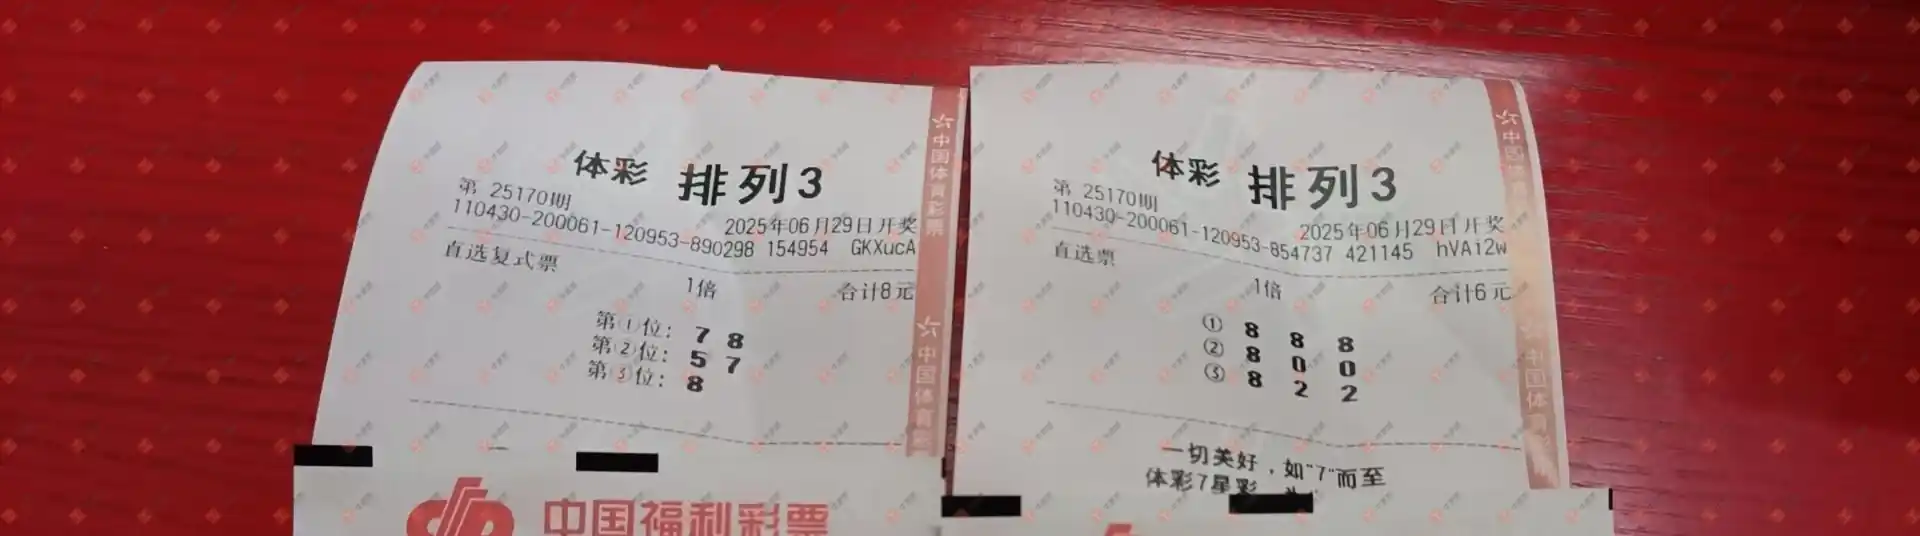 体彩 排列3
第 25170期
2025年06月29日开奖
110430-200061-120953-890298 154954 GKXucA
直选复式票
1倍 合计8元
第①位: 7 8
第②位: 5 7
第③位: 8
中国体育彩票
中国体育
中国福利彩票
体彩 排列3
第 25170期
2025年06月29日开奖
110430-200061-120953-854737 421145 hVAi2w
直选票
1倍 合计6元
① 8 8 8
② 8 0 0
③ 8 2 2
一切美好，如"7"而至
体彩7星彩
中国体育
中国体育